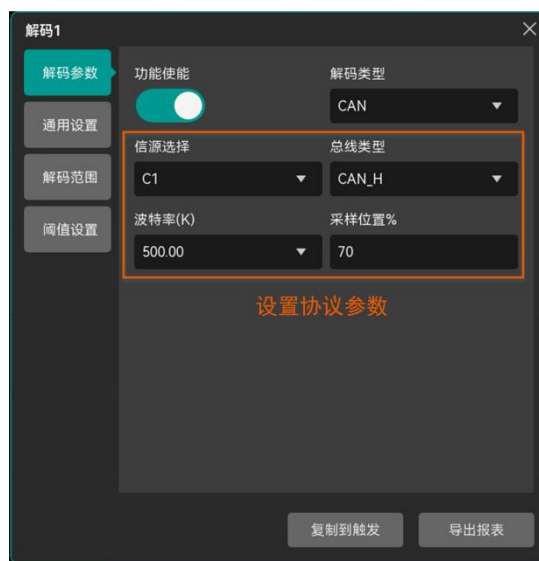 解码1
解码参数
功能使能
解码类型
CAN
通用设置
信源选择
总线类型
解码范围
C1
CAN_H
阈值设置
波特率(K)
采样位置%
500.00
70
设置协议参数
复制到触发
导出报表